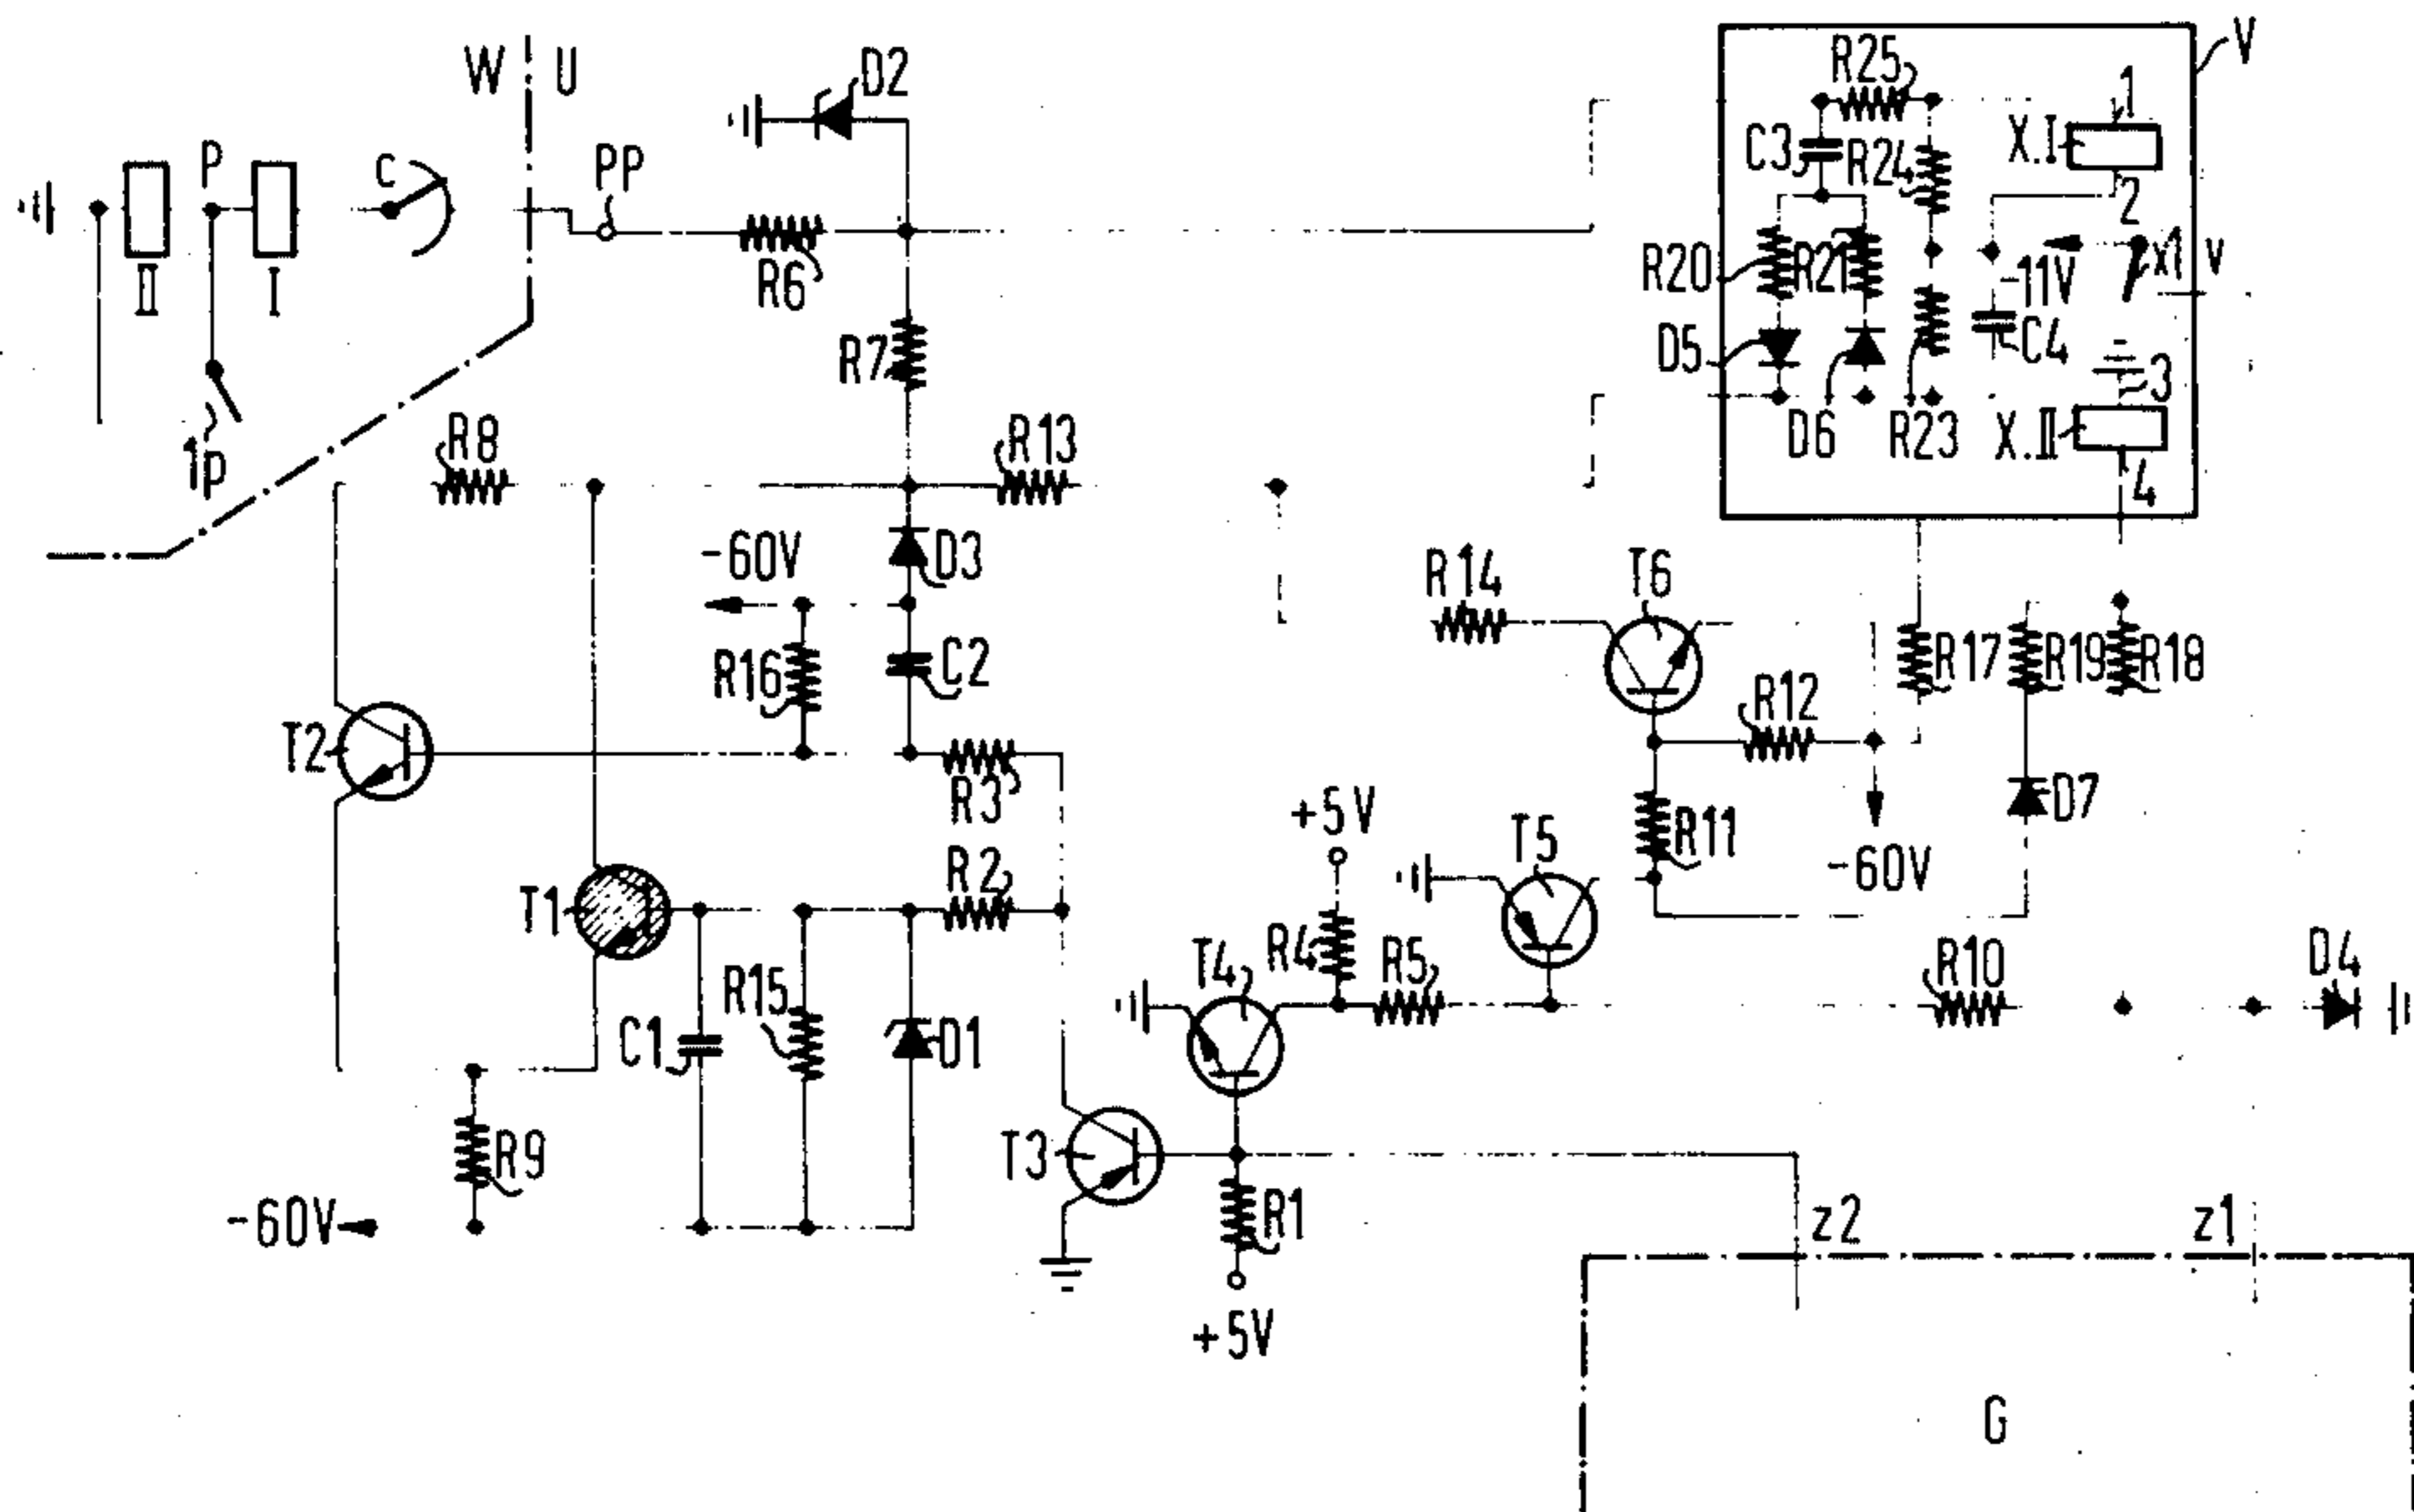 W U
D2
R25
V
1
P
c
PP
C3
R24
X.I
2
II
I
R6
R20
R21
-11V
x1
v
R7
D5
C4
3
1p
R8
R13
D6
R23
X.II
4
-60V
D3
R14
T6
R16
C2
R17
R19
R18
T2
R3
R12
+5V
T5
R11
D7
-60V
T1
R2
R15
T4
R4
R5
R10
D4
C1
D1
T3
R9
R1
-60V
z2
z1
+5V
G